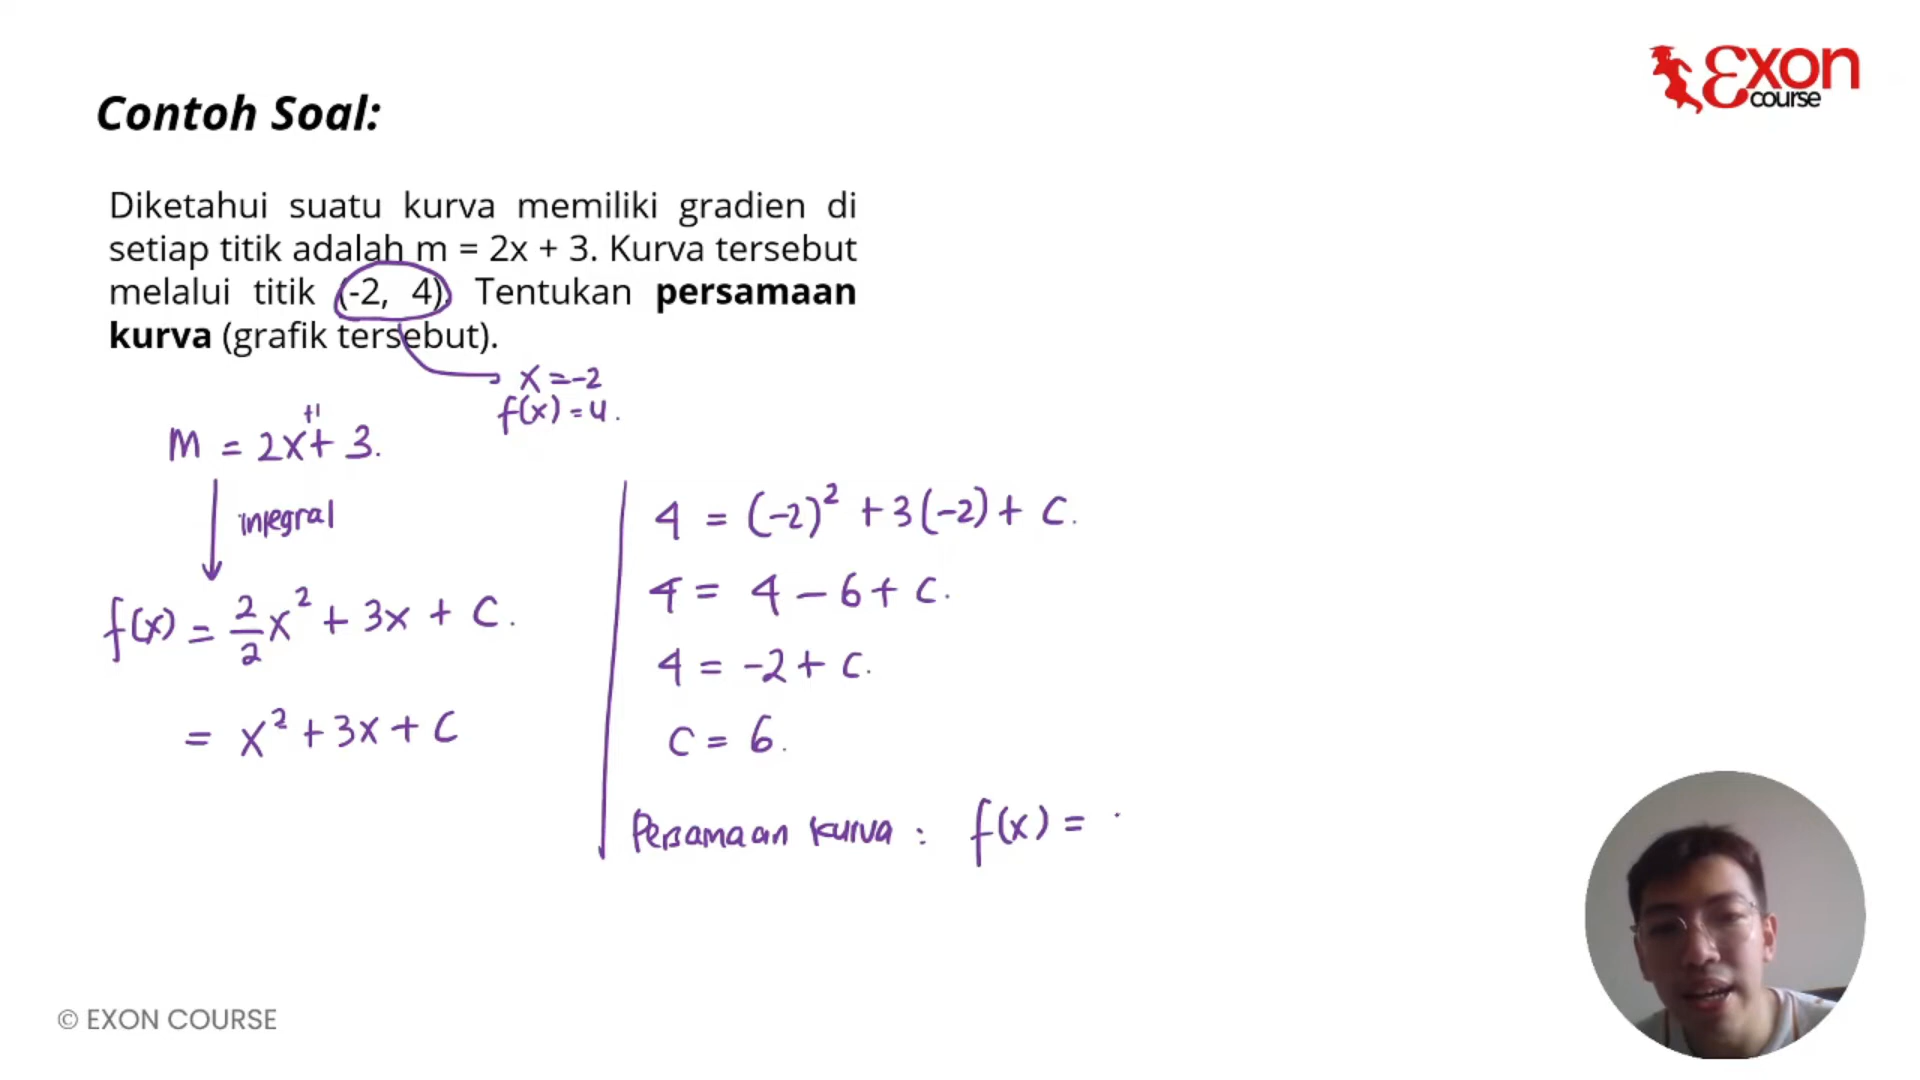 Exon
course
Contoh Soal:
Diketahui suatu kurva memiliki gradien di
setiap titik adalah m = 2x + 3. Kurva tersebut
melalui titik (-2, 4). Tentukan persamaan
kurva (grafik tersebut).
x = -2
f(x) = 4.
+1
m = 2x + 3.
integral
f(x) = 2/2 x² + 3x + C.
= x² + 3x + C
4 = (-2)² + 3(-2) + C.
4 = 4 - 6 + C.
4 = -2 + C.
C = 6.
Persamaan kurva : f(x) =
© EXON COURSE